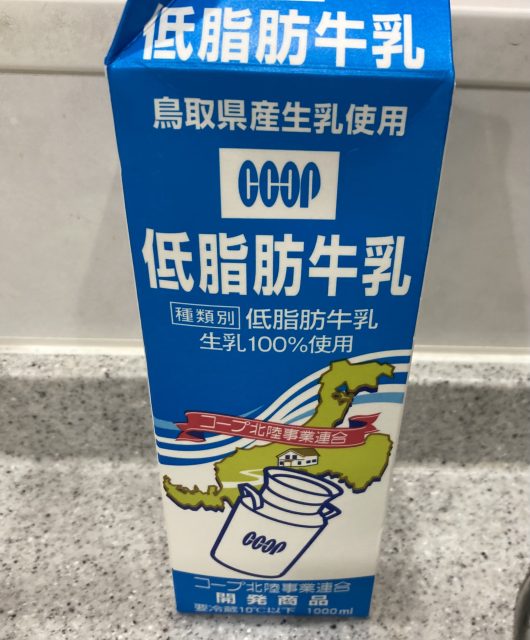 低脂肪牛乳
鳥取県産生乳使用
COOP
低脂肪牛乳
種類別 低脂肪牛乳
生乳100%使用
コープ北陸事業連合
COOP
コープ北陸事業連合
開発商品
要冷蔵10℃以下 1000ml